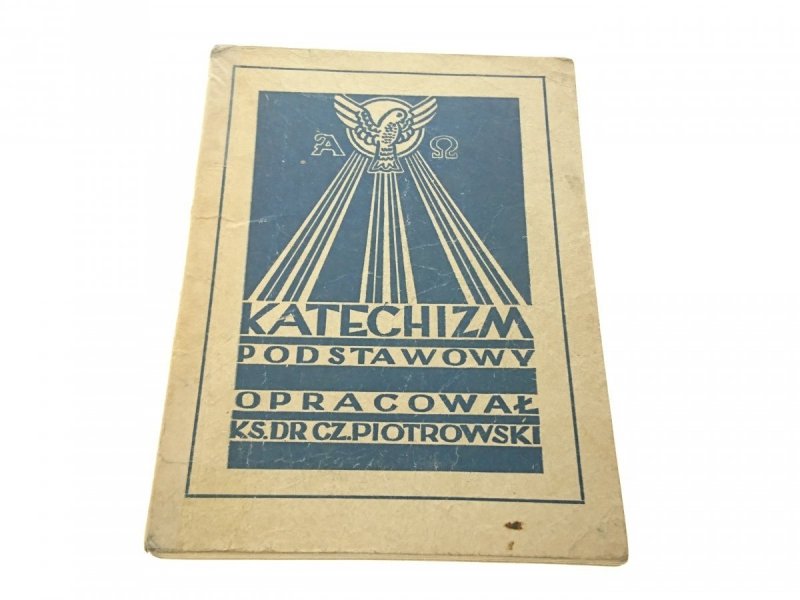 A Ω
KATECHIZM
PODSTAWOWY
OPRACOWAŁ
KS.DR CZ.PIOTROWSKI